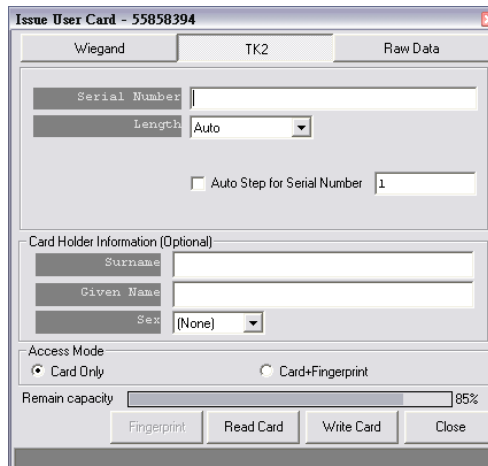 Issue User Card - 55858394
Wiegand TK2 Raw Data
Serial Number
Length Auto
Auto Step for Serial Number 1
Card Holder Information (Optional)
Surname
Given Name
Sex (None)
Access Mode
Card Only Card+Fingerprint
Remain capacity 85%
Fingerprint Read Card Write Card Close